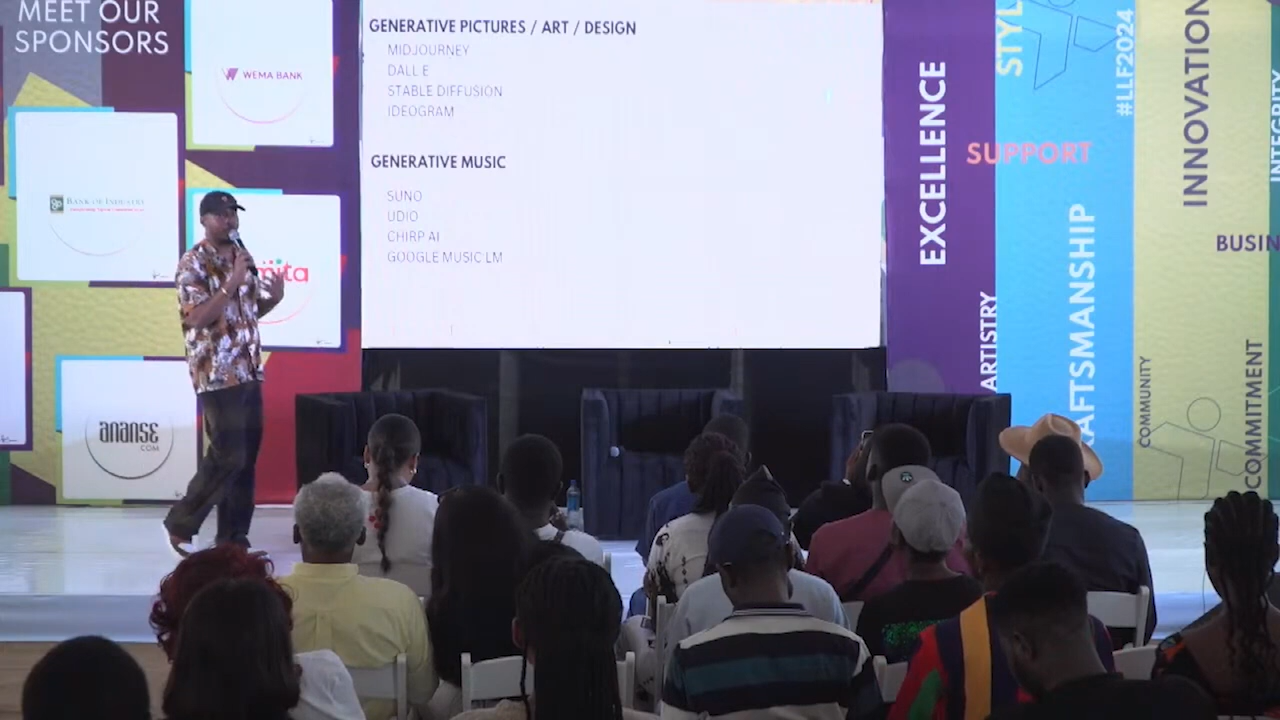 MEET OUR
SPONSORS
WEMA BANK
BANK OF INDUSTRY
mita
ananse
.COM
GENERATIVE PICTURES / ART / DESIGN
MIDJOURNEY
DALL E
STABLE DIFFUSION
IDEOGRAM
GENERATIVE MUSIC
SUNO
UDIO
CHIRP AI
GOOGLE MUSIC LM
EXCELLENCE
ARTISTRY
STYL
#LLF2024
SUPPORT
RAFTSMANSHIP
INNOVATION
COMMUNITY
BUSIN
COMMITMENT
INTEGRITY